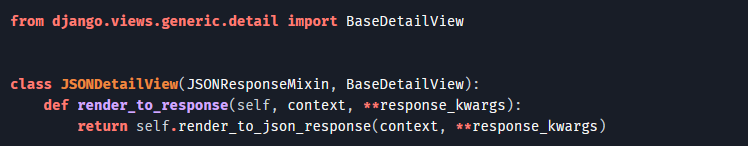 from django.views.generic.detail import BaseDetailView
class JSONDetailView(JSONResponseMixin, BaseDetailView):
    def render_to_response(self, context, **response_kwargs):
        return self.render_to_json_response(context, **response_kwargs)